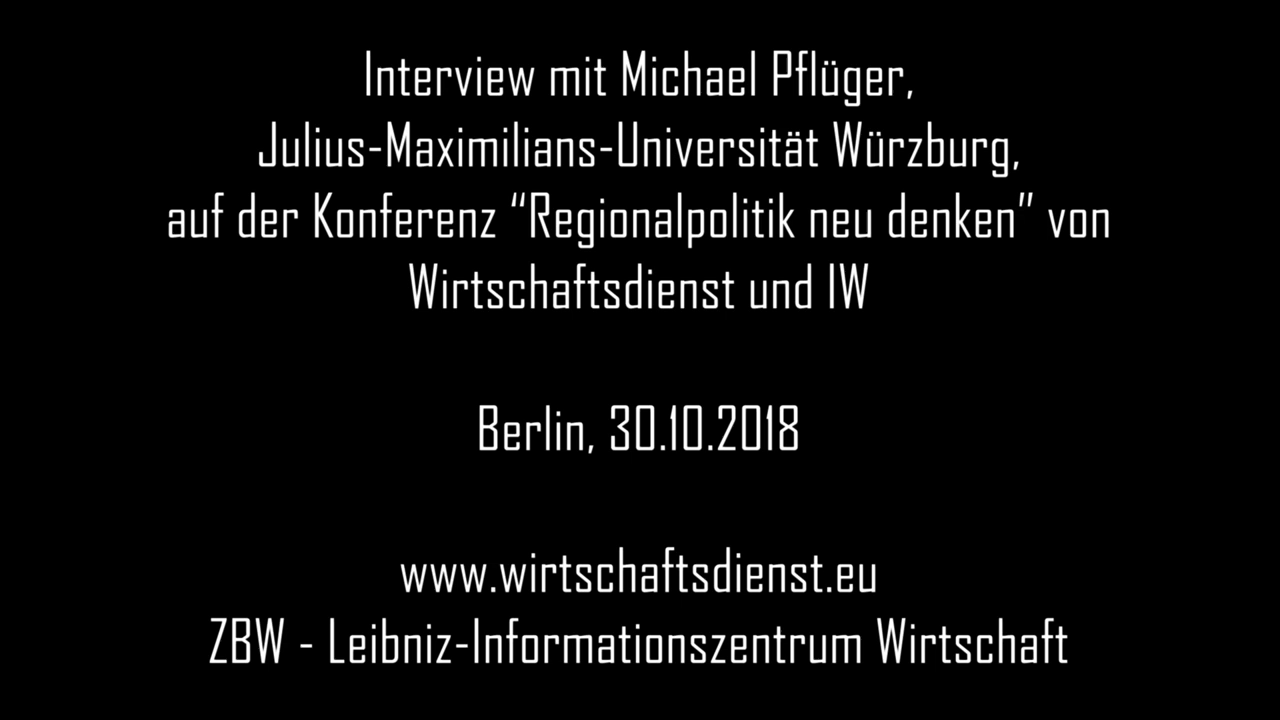 Interview mit Michael Pflüger,
Julius-Maximilians-Universität Würzburg,
auf der Konferenz “Regionalpolitik neu denken” von
Wirtschaftsdienst und IW
Berlin, 30.10.2018
www.wirtschaftsdienst.eu
ZBW - Leibniz-Informationszentrum Wirtschaft